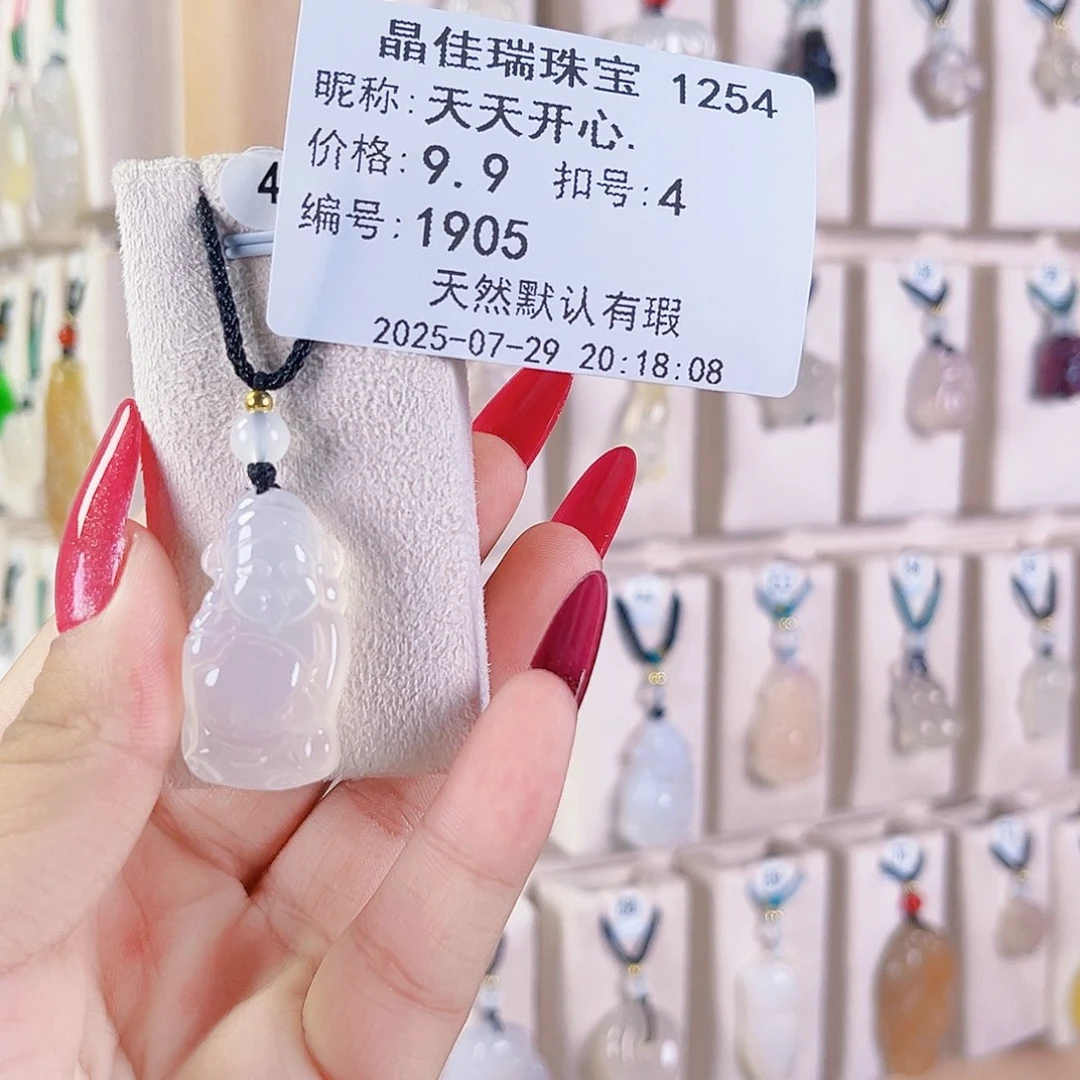 晶佳瑞珠宝 1254
昵称:天天开心.
价格:9.9 扣号:4
编号:1905
天然默认有瑕
2025-07-29 20:18:08
4